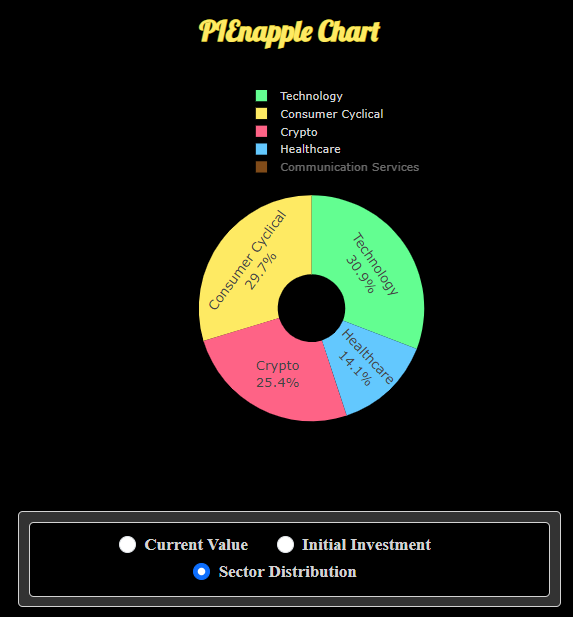 PIEnapple Chart
Technology
Consumer Cyclical
Crypto
Healthcare
Communication Services
Consumer Cyclical
29.7%
Technology
30.9%
Healthcare
14.1%
Crypto
25.4%
Current Value Initial Investment
Sector Distribution